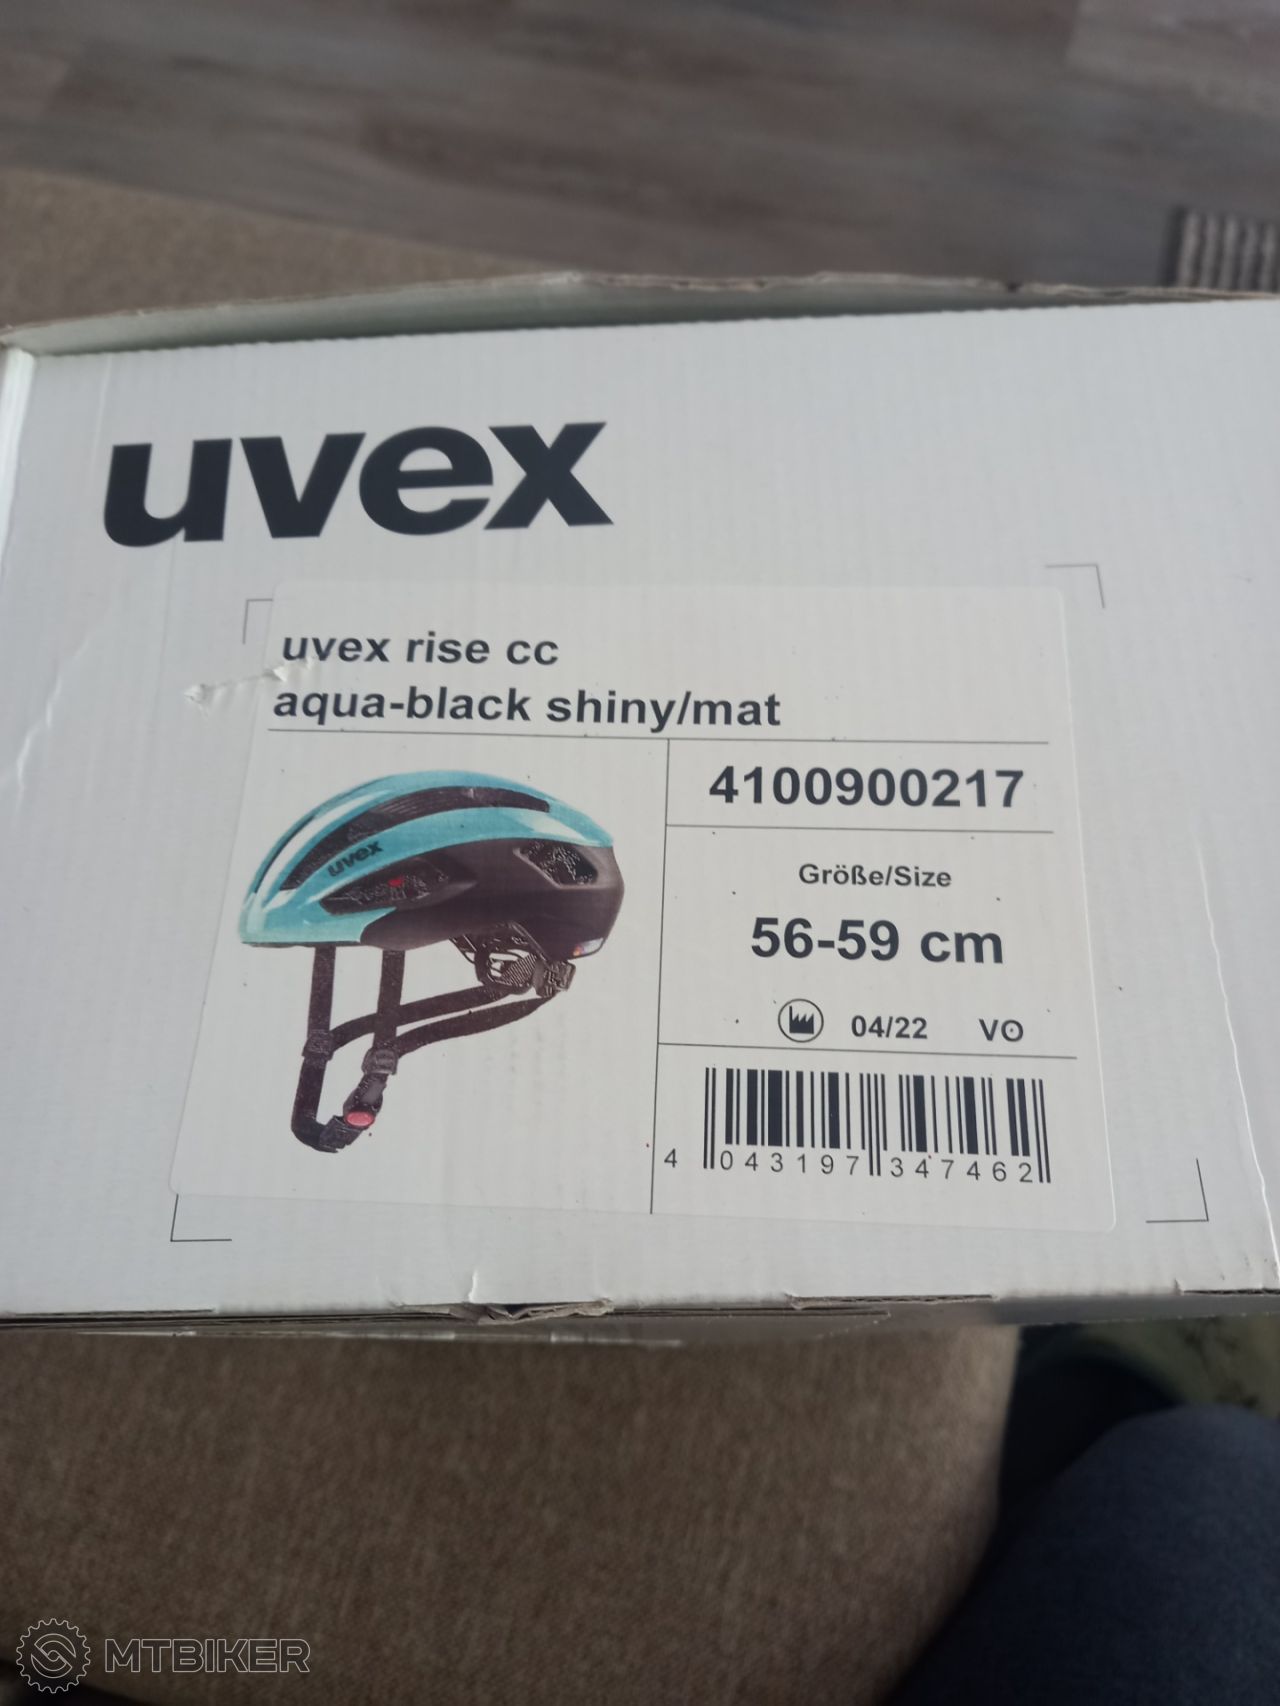 uvex
uvex rise cc
aqua-black shiny/mat
uvex
4100900217
Größe/Size
56-59 cm
04/22 VO
4 043197 347462
MTBIKER